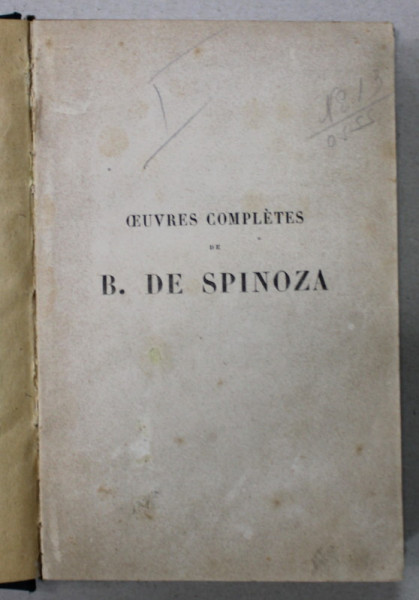 ŒUVRES COMPLÈTES
DE
B. DE SPINOZA